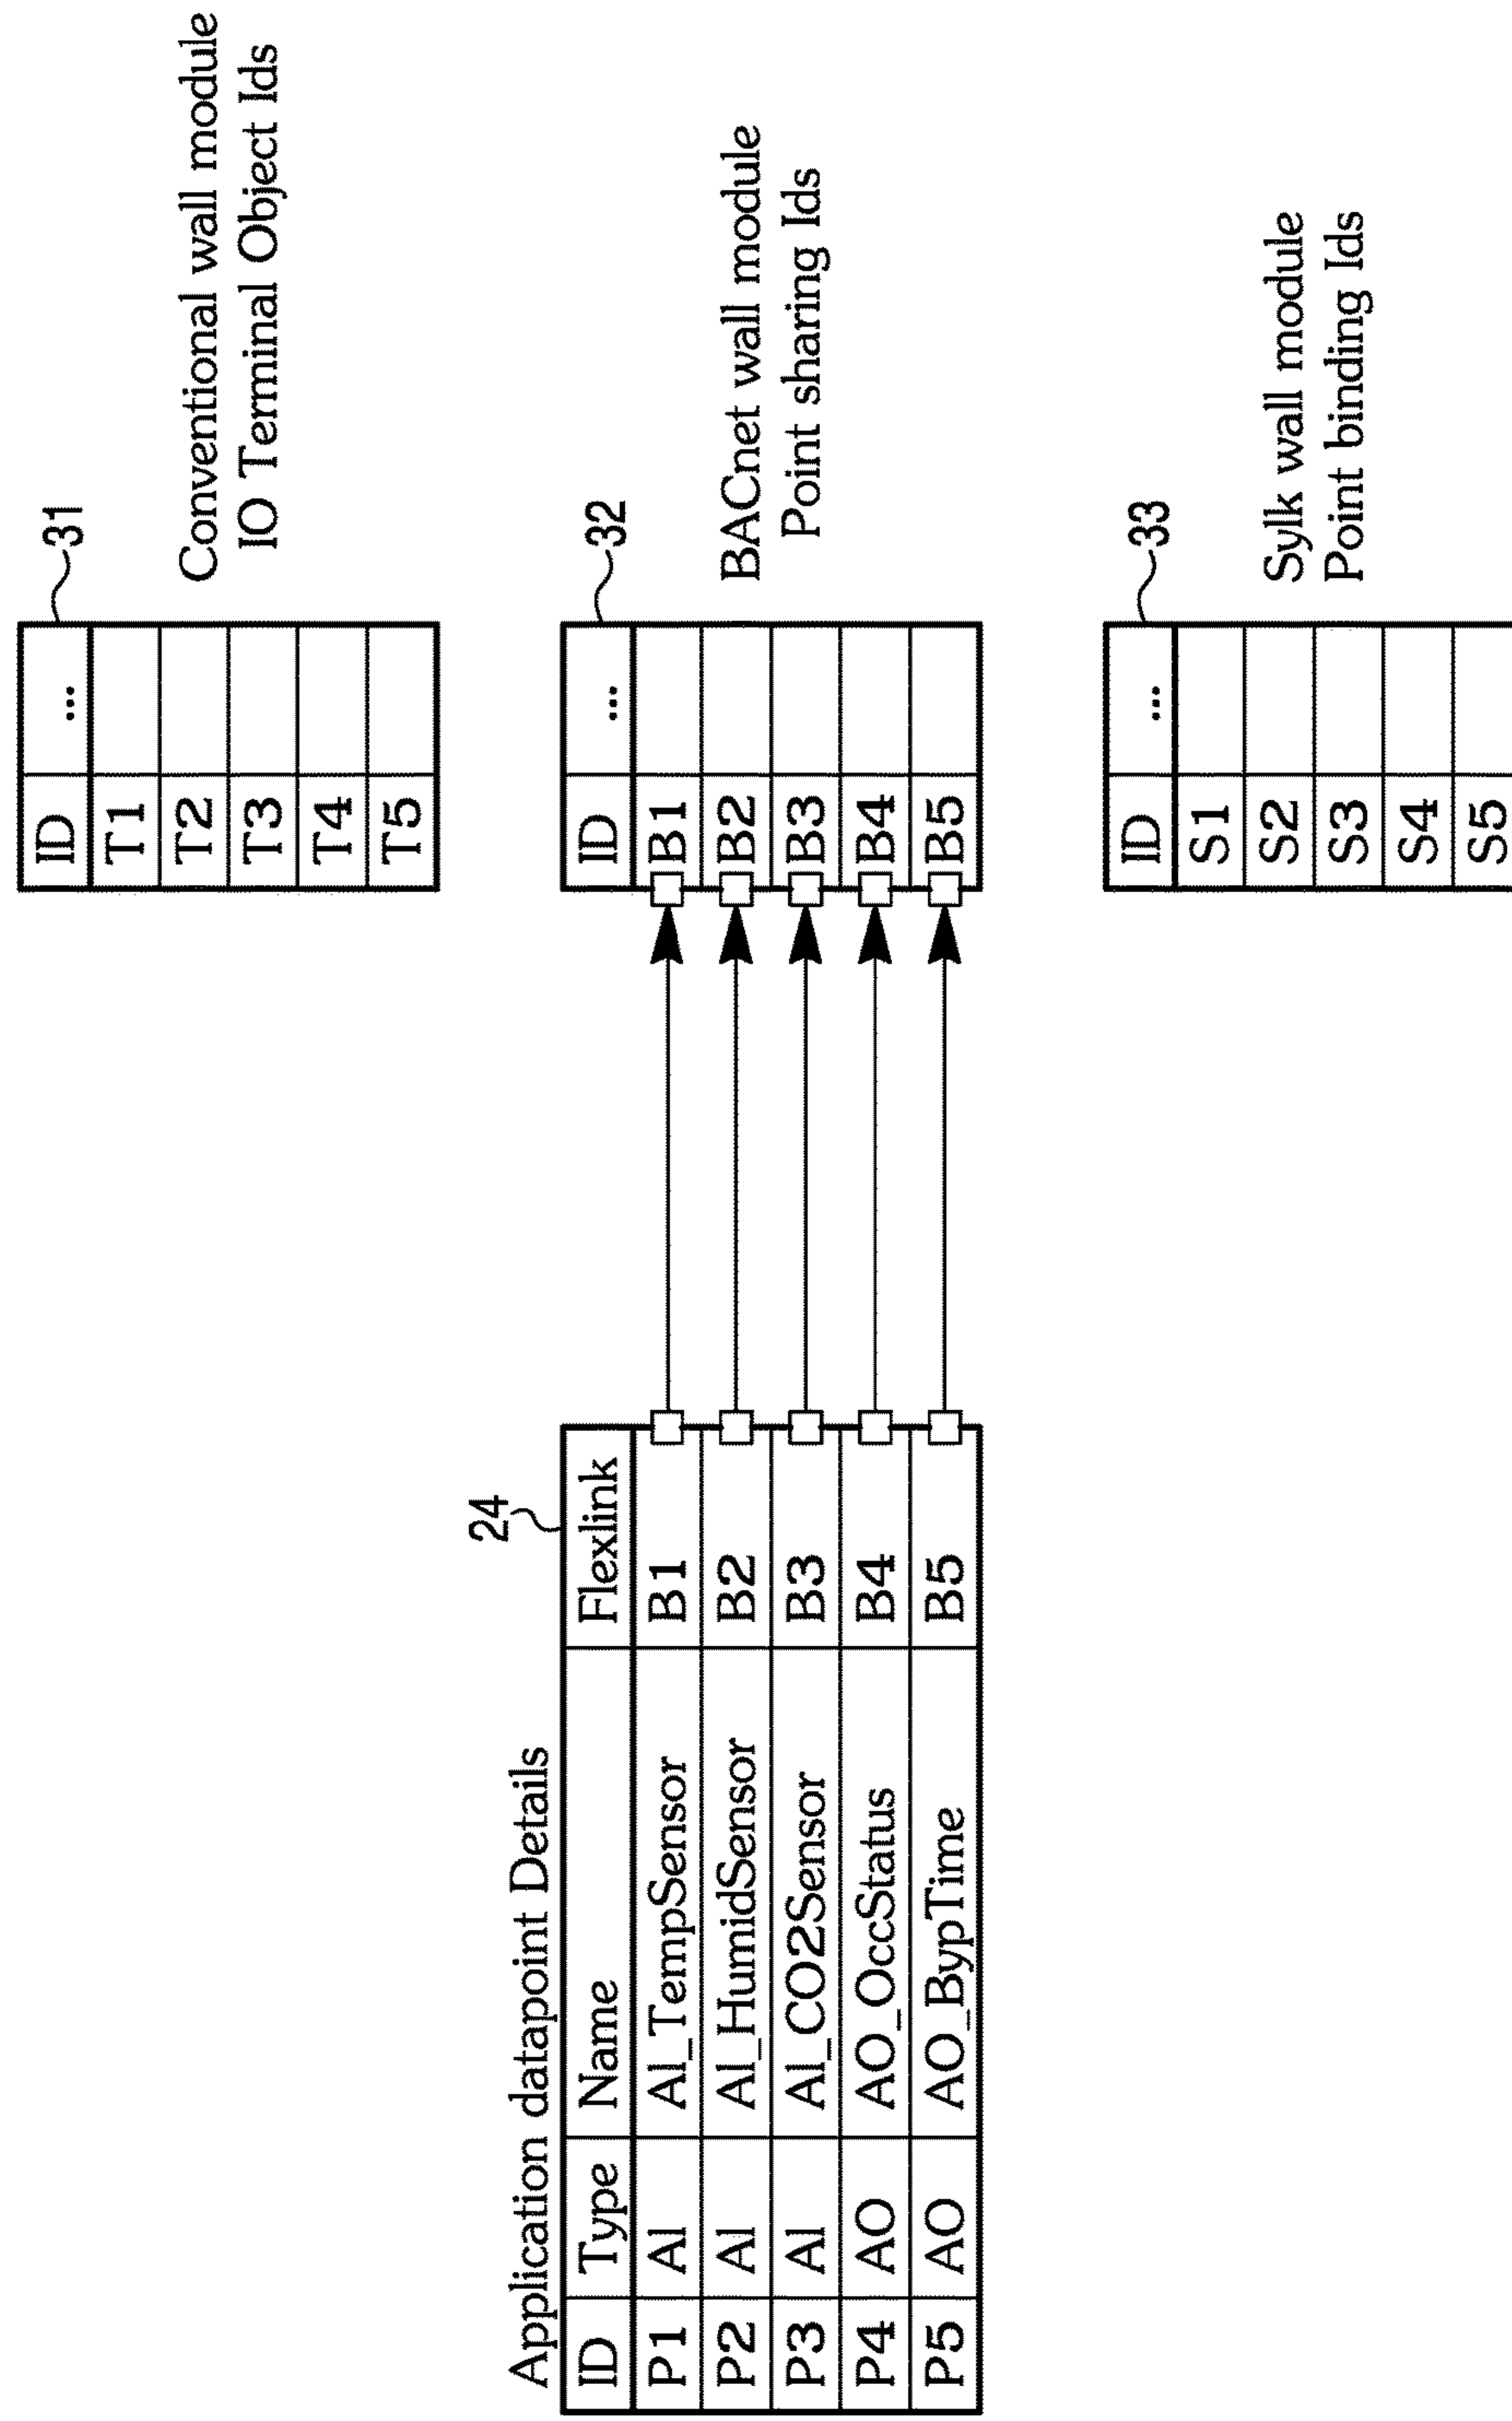 Application datapoint Details
24
ID Type Name Flexlink
P1 AI AI_TempSensor B1
P2 AI AI_HumidSensor B2
P3 AI AI_CO2Sensor B3
P4 AO AO_OccStatus B4
P5 AO AO_BypTime B5
31
ID ...
T1
T2
T3
T4
T5
Conventional wall module
IO Terminal Object Ids
32
ID ...
B1
B2
B3
B4
B5
BACnet wall module
Point sharing Ids
33
ID ...
S1
S2
S3
S4
S5
Sylk wall module
Point binding Ids